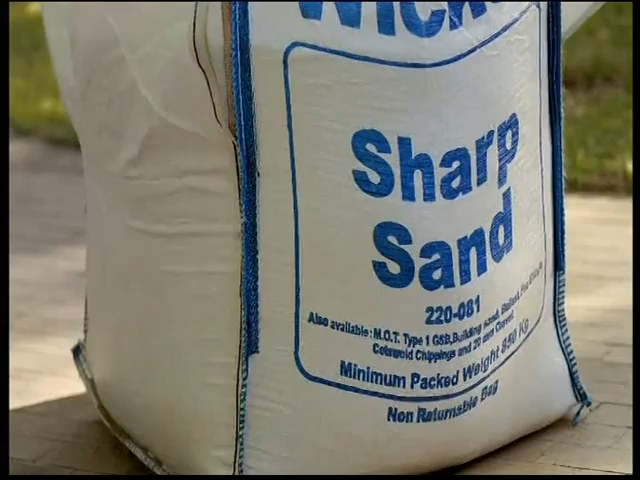 Sharp
Sand
220-081
Also available: M.O.T. Type 1 GSB, Building Sand, Ballast,
Cotswold Chippings and 20 mm Gravel.
Minimum Packed Weight 850 Kg
Non Returnable Bag